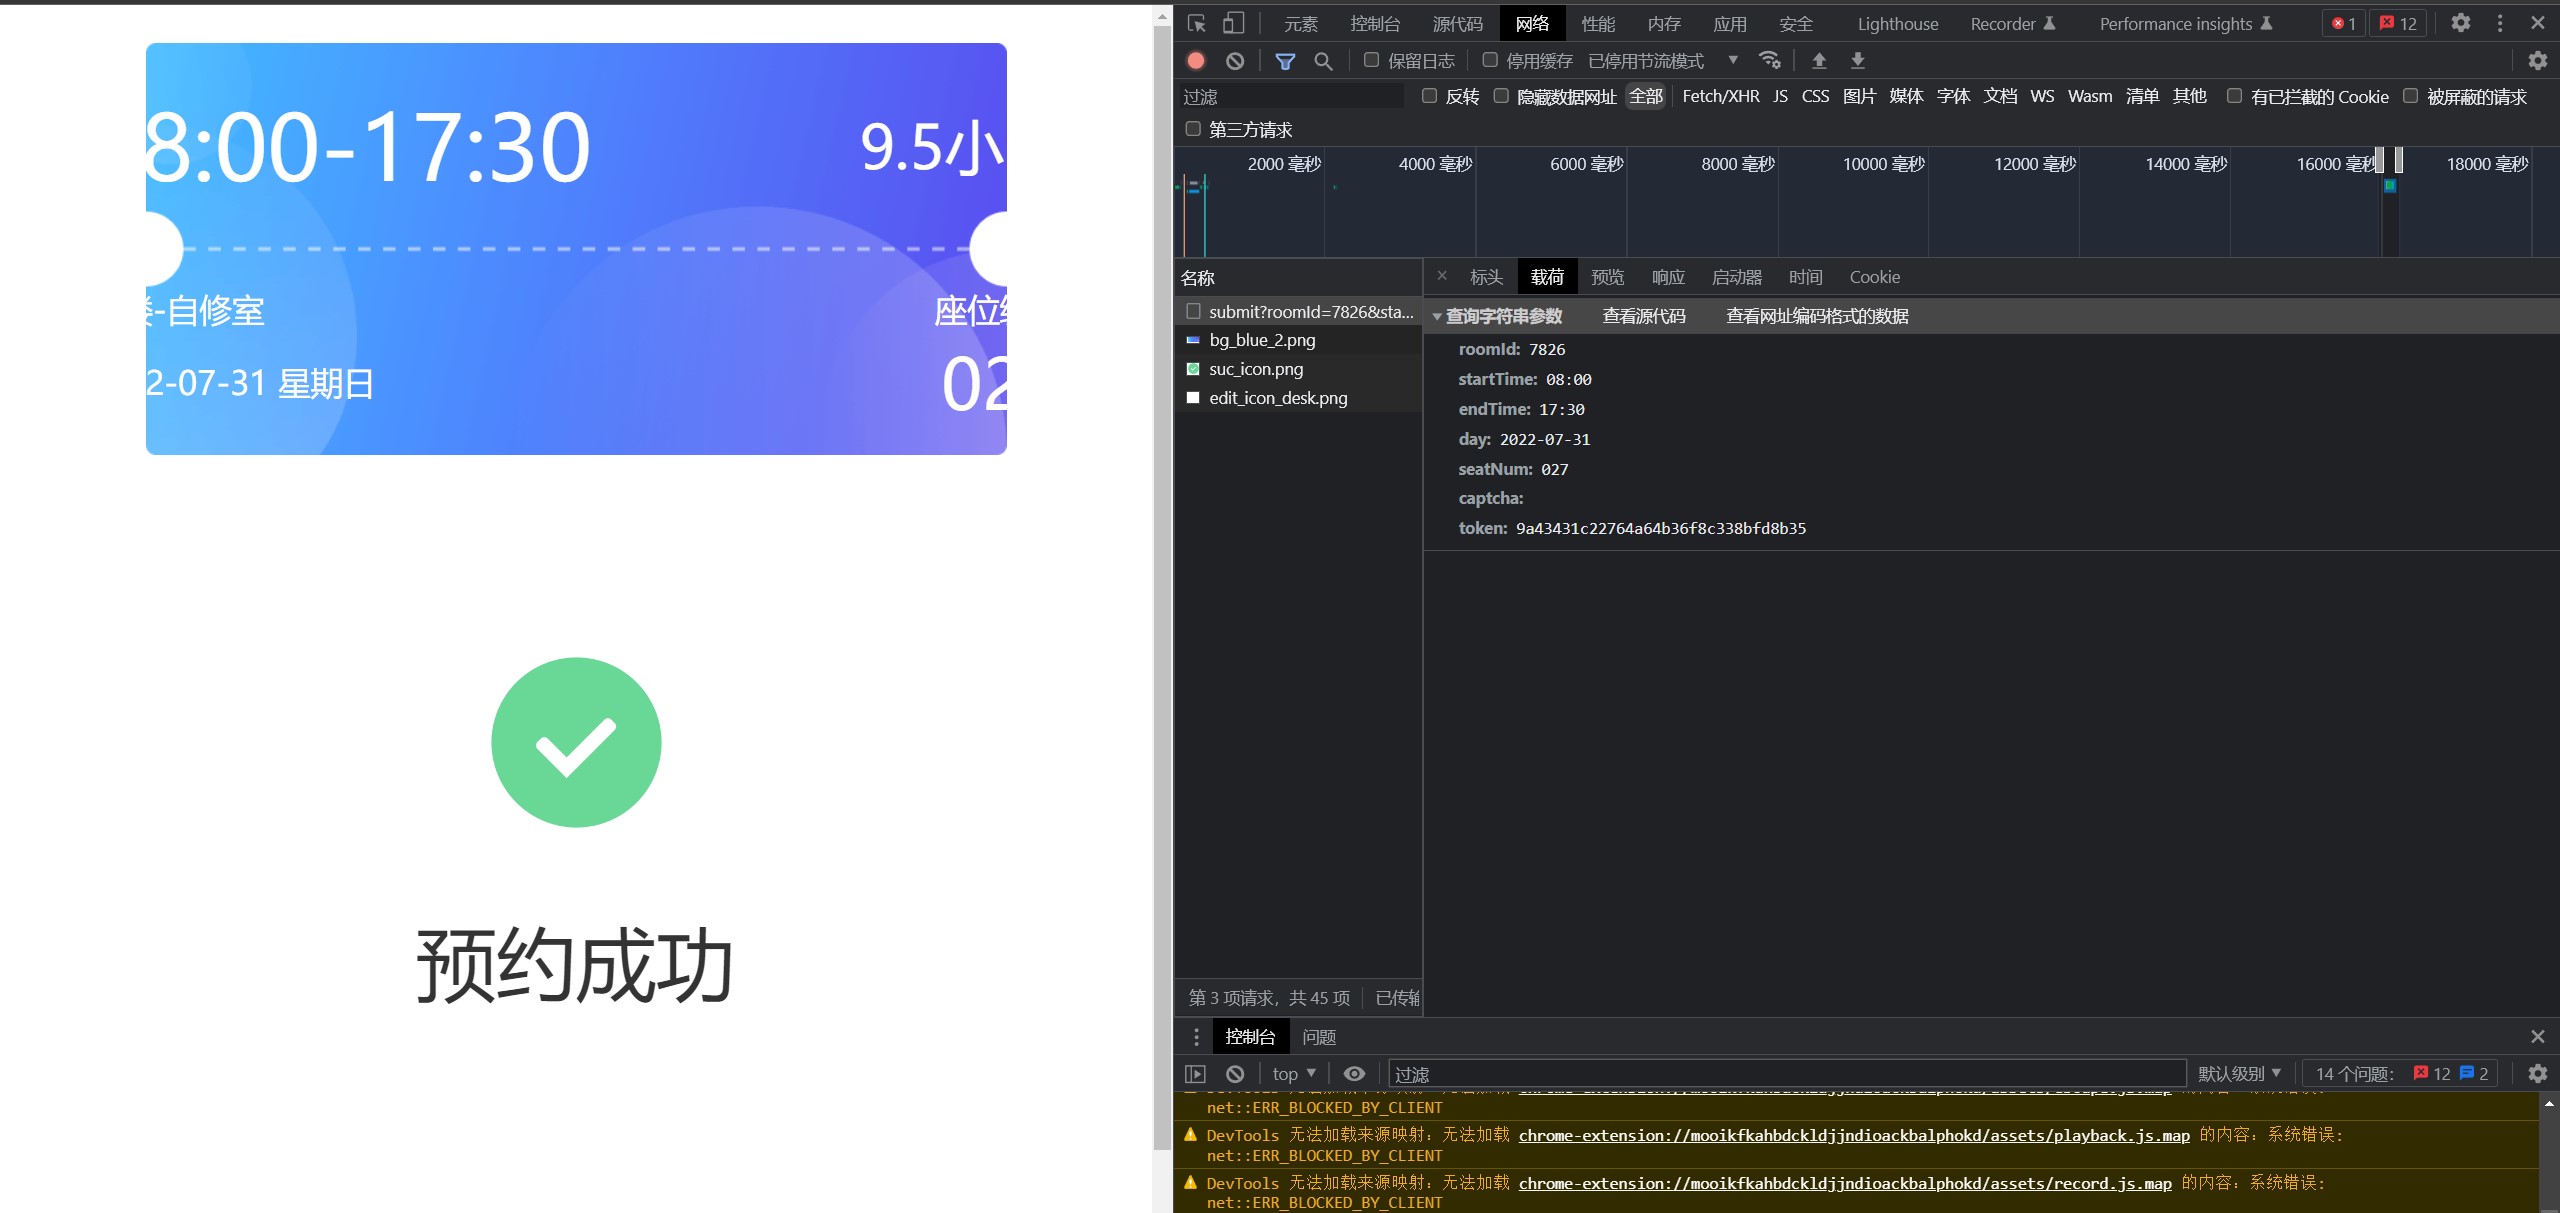 8:00-17:30
9.5小
-自修室
座位
2-07-31 星期日
02
预约成功
元素 控制台 源代码 网络 性能 内存 应用 安全 Lighthouse Recorder Performance insights 1 12
保留日志 停用缓存 已停用节流模式
过滤 反转 隐藏数据网址 全部 Fetch/XHR JS CSS 图片 媒体 字体 文档 WS Wasm 清单 其他 有已拦截的 Cookie 被屏蔽的请求
第三方请求
2000 毫秒 4000 毫秒 6000 毫秒 8000 毫秒 10000 毫秒 12000 毫秒 14000 毫秒 16000 毫秒 18000 毫秒
名称
submit?roomId=7826&sta...
bg_blue_2.png
suc_icon.png
edit_icon_desk.png
第 3 项请求，共 45 项 已传输
标头 载荷 预览 响应 启动器 时间 Cookie
查询字符串参数 查看源代码 查看网址编码格式的数据
roomId: 7826
startTime: 08:00
endTime: 17:30
day: 2022-07-31
seatNum: 027
captcha:
token: 9a43431c22764a64b36f8c338bfd8b35
控制台 问题
top 过滤 默认级别 14 个问题: 12 2
net::ERR_BLOCKED_BY_CLIENT
DevTools 无法加载来源映射：无法加载 chrome-extension://mooikfkahbdckldjjndioackbalphokd/assets/playback.js.map 的内容：系统错误:
net::ERR_BLOCKED_BY_CLIENT
DevTools 无法加载来源映射：无法加载 chrome-extension://mooikfkahbdckldjjndioackbalphokd/assets/record.js.map 的内容：系统错误:
net::ERR_BLOCKED_BY_CLIENT